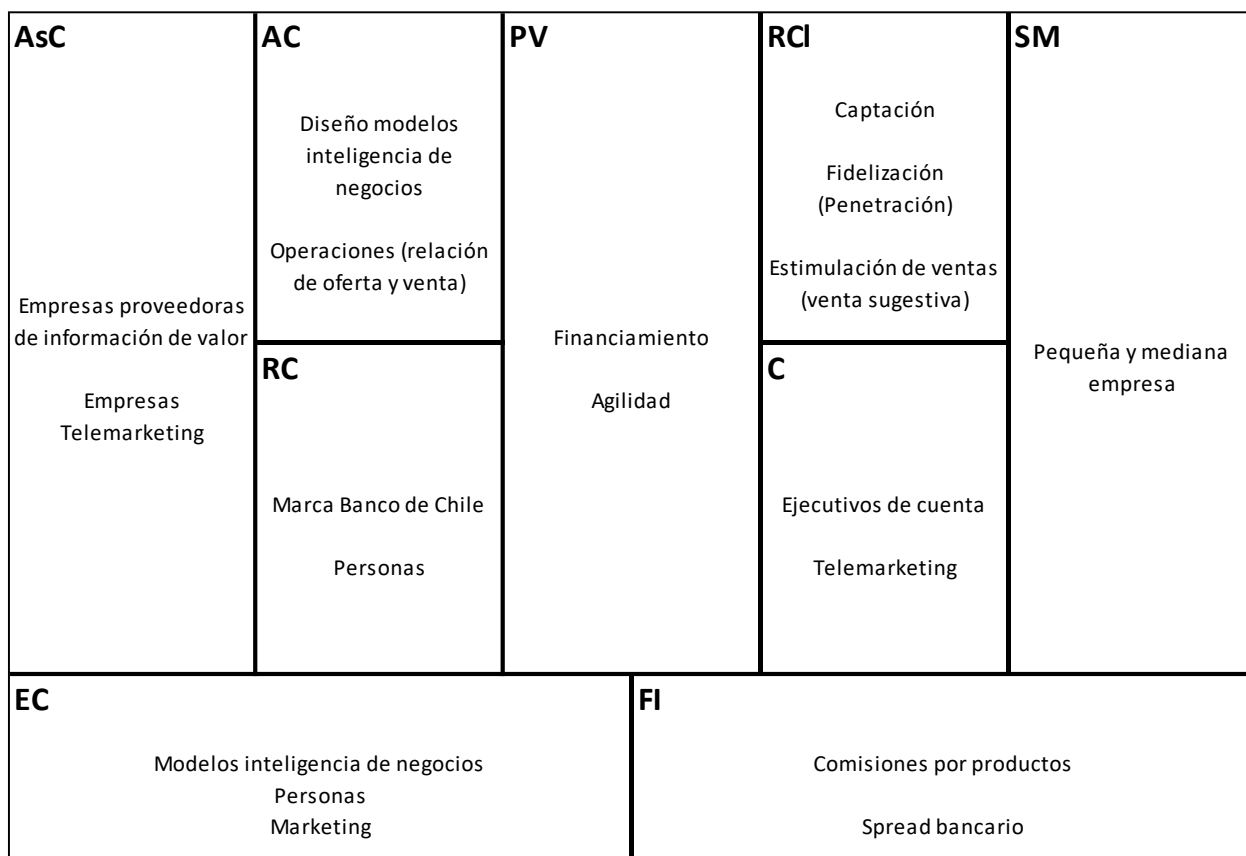 AsC
Empresas proveedoras
de información de valor
Empresas
Telemarketing
AC
Diseño modelos
inteligencia de
negocios
Operaciones (relación
de oferta y venta)
RC
Marca Banco de Chile
Personas
PV
Financiamiento
Agilidad
RCl
Captación
Fidelización
(Penetración)
Estimulación de ventas
(venta sugestiva)
C
Ejecutivos de cuenta
Telemarketing
SM
Pequeña y mediana
empresa
EC
Modelos inteligencia de negocios
Personas
Marketing
FI
Comisiones por productos
Spread bancario